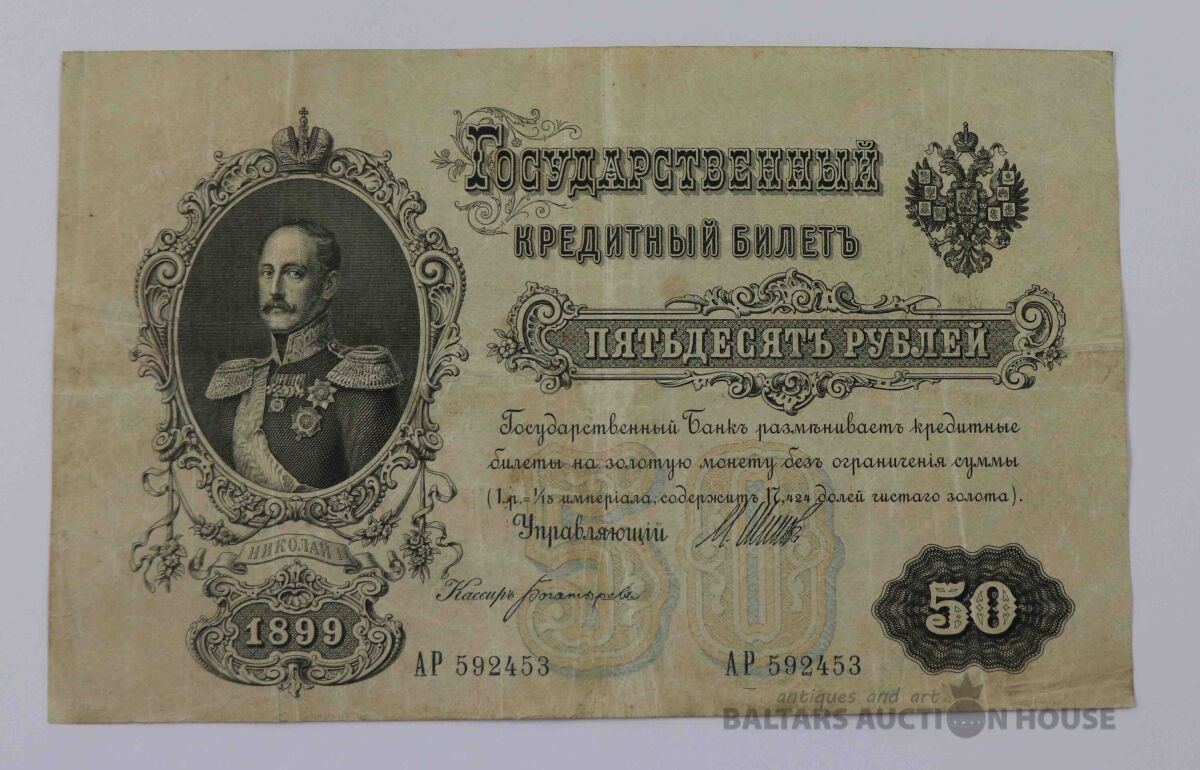 Государственный
кредитный билетъ
пятьдесятъ рублей
Государственный Банкъ размѣниваетъ кредитные
билеты на золотую монету безъ ограниченія суммы
(1.р.= 1/15 имперіала, содержитъ 17,424 долей чистаго золота).
Управляющій
Кассиръ
НИКОЛАЙ I
1899
50
50
АР 592453
АР 592453
antiques and art...
BALTARS AUCTION HOUSE